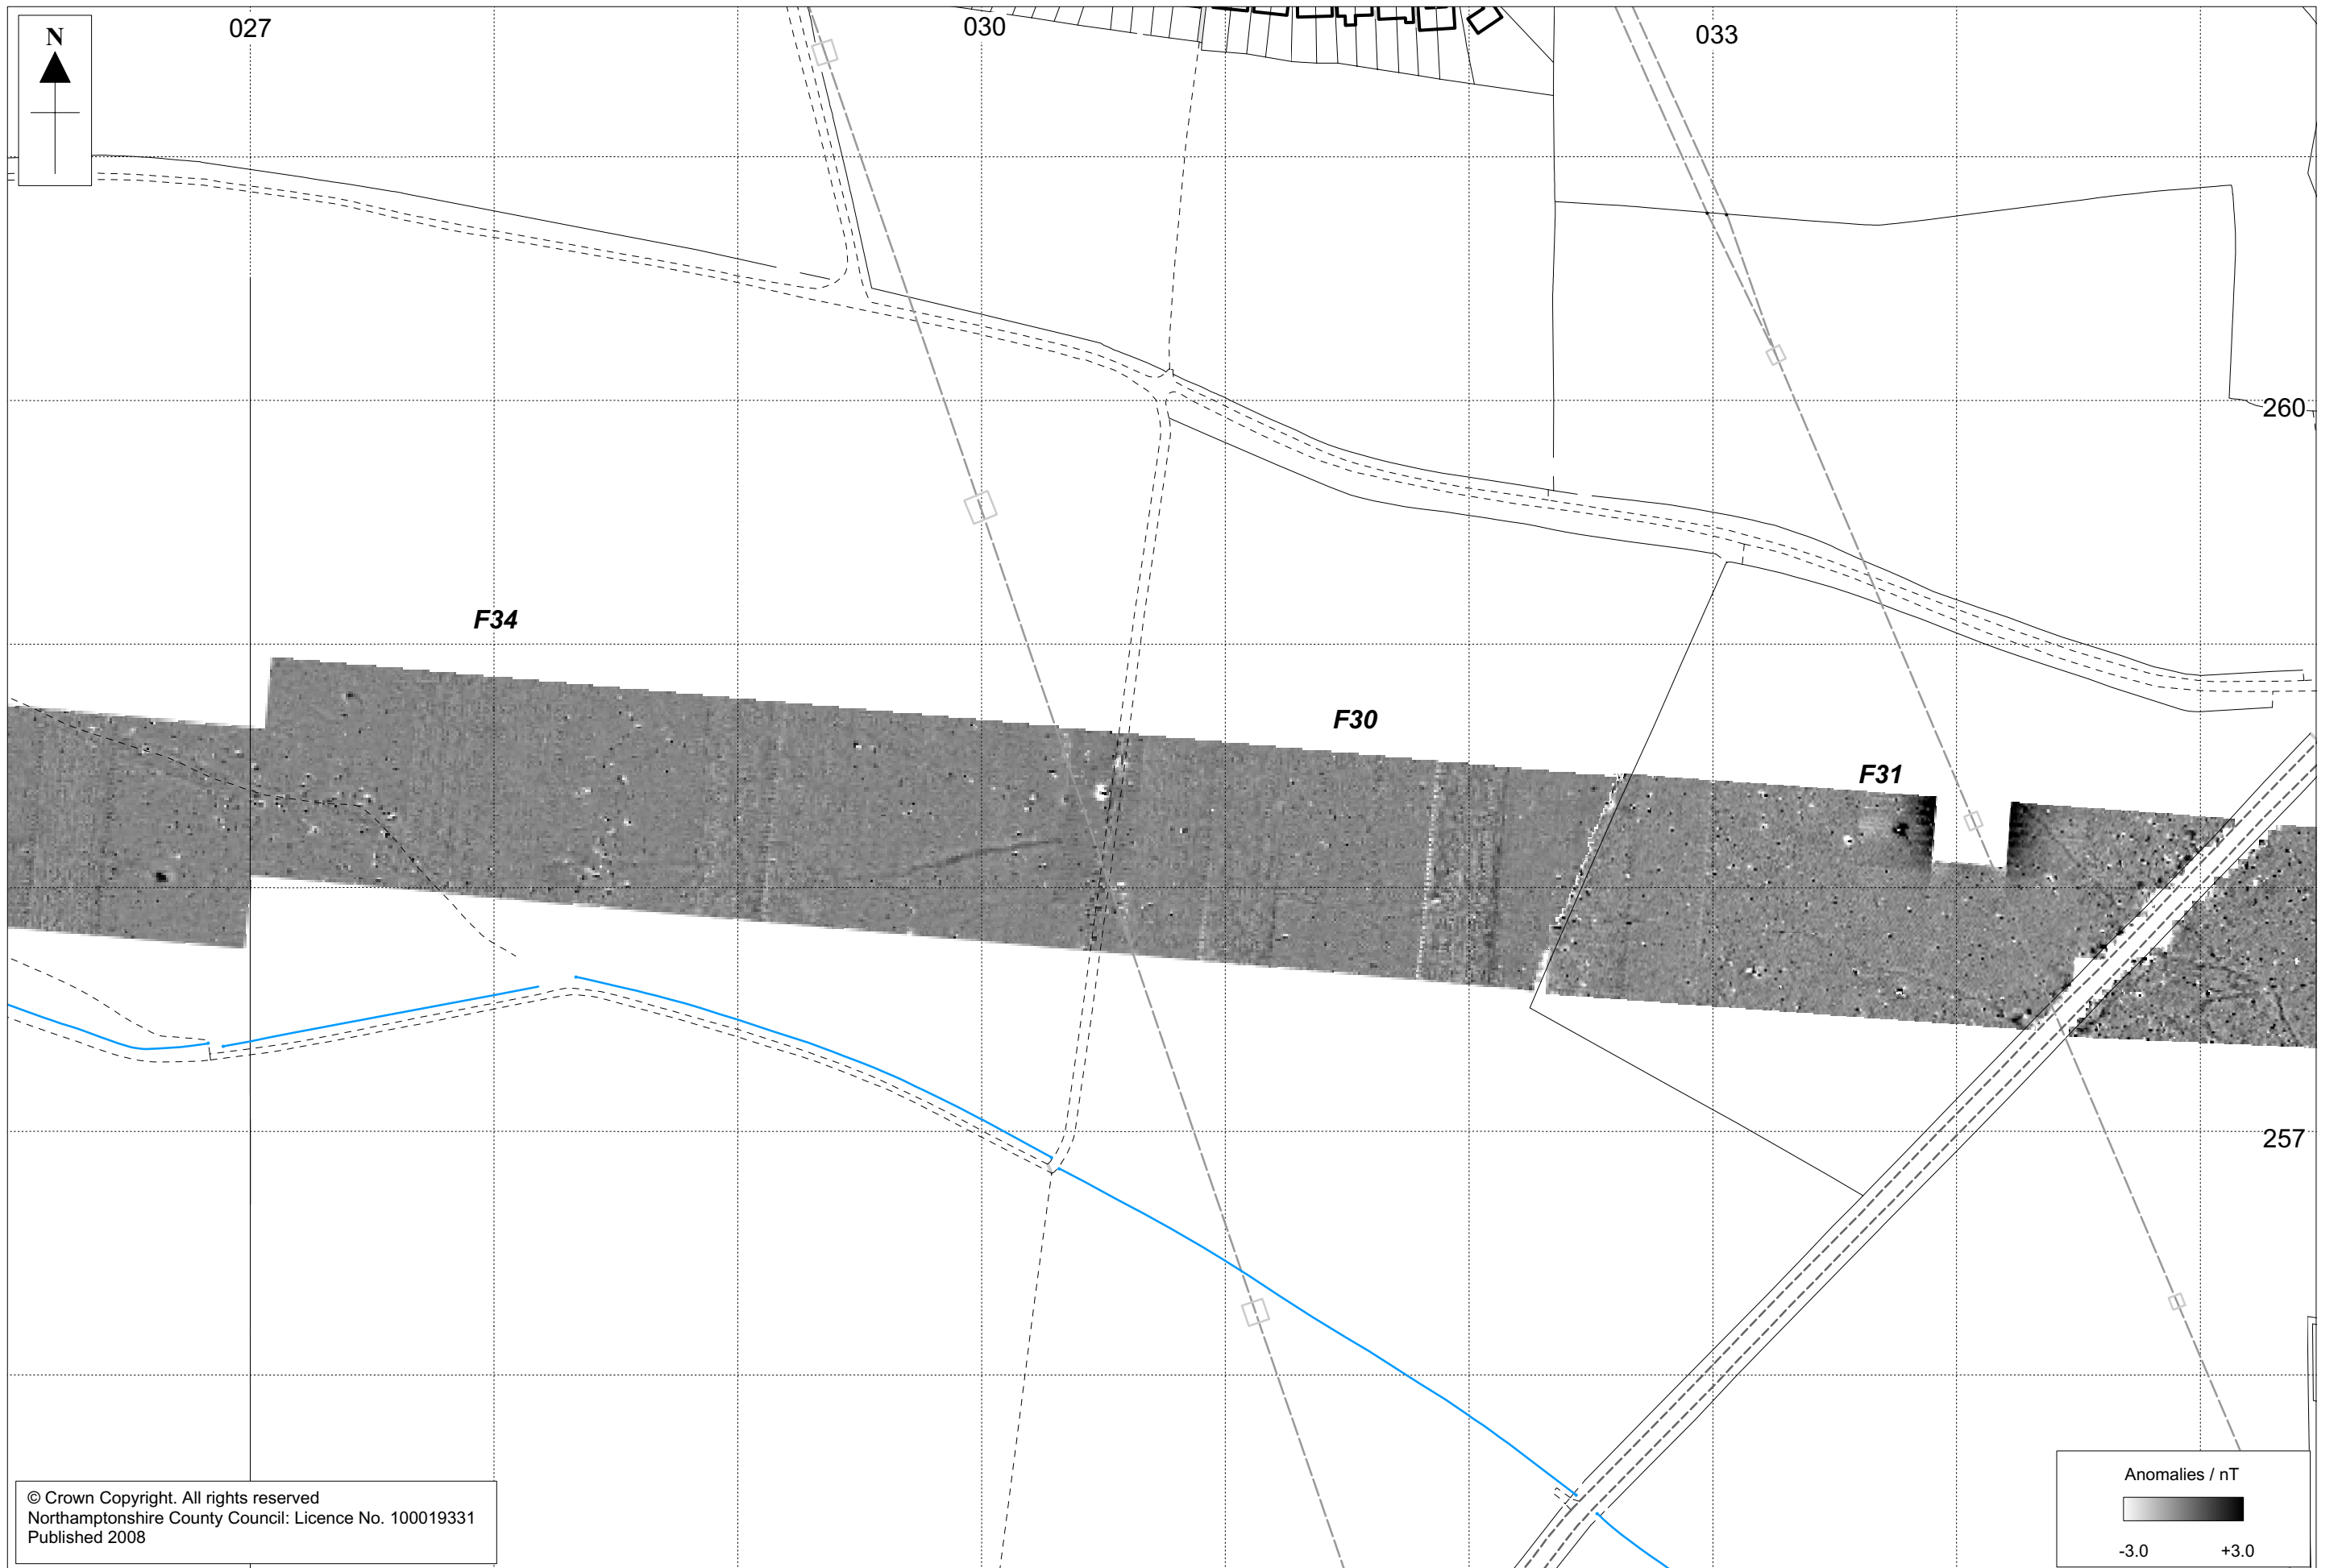 N
027
030
033
260
F34
F30
F31
257
© Crown Copyright. All rights reserved
Northamptonshire County Council: Licence No. 100019331
Published 2008
Anomalies / nT
-3.0 +3.0